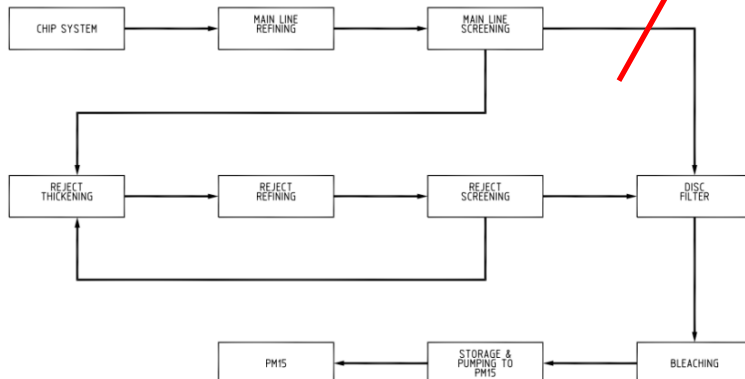 CHIP SYSTEM
MAIN LINE
REFINING
MAIN LINE
SCREENING
REJECT
THICKENING
REJECT
REFINING
REJECT
SCREENING
DISC
FILTER
PM15
STORAGE &
PUMPING TO
PM15
BLEACHING